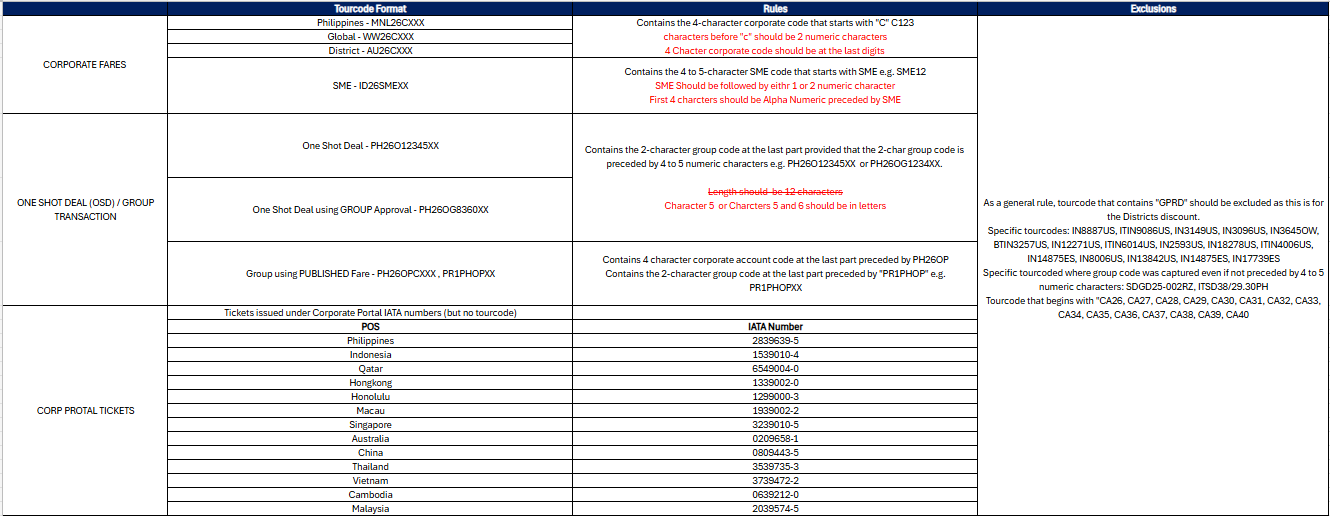 Tourcode Format
Rules
Exclusions
CORPORATE FARES
Philippines - MNL26CXXX
Global - WW26CXXX
District - AU26CXXX
Contains the 4-character corporate code that starts with "C" C123
characters before "c" should be 2 numeric characters
4 Chacter corporate code should be at the last digits
SME - ID26SMEXX
Contains the 4 to 5-character SME code that starts with SME e.g. SME12
SME Should be followed by eithr 1 or 2 numeric character
First 4 charcters should be Alpha Numeric preceded by SME
ONE SHOT DEAL (OSD) / GROUP
TRANSACTION
One Shot Deal - PH26O12345XX
One Shot Deal using GROUP Approval - PH26OG8360XX
Contains the 2-character group code at the last part provided that the 2-char group code is
preceded by 4 to 5 numeric characters e.g. PH26O12345XX or PH26OG1234XX.
Length should be 12 characters
Character 5 or Charcters 5 and 6 should be in letters
Group using PUBLISHED Fare - PH26OPCXXX , PR1PHOPXX
Contains 4 character corporate account code at the last part preceded by PH26OP
Contains the 2-character group code at the last part preceded by "PR1PHOP" e.g.
PR1PHOPXX
As a general rule, tourcode that contains "GPRD" should be excluded as this is for
the Districts discount.
Specific tourcodes: IN8887US, ITIN9086US, IN3149US, IN3096US, IN3645OW,
BTIN3257US, IN12271US, ITIN6014US, IN2593US, IN18278US, ITIN4006US,
IN14875ES, IN8006US, IN13842US, IN14875ES, IN17739ES
Specific tourcoded where group code was captured even if not preceded by 4 to 5
numeric characters: SDGD25-002RZ, ITSD38/29.30PH
Tourcode that begins with "CA26, CA27, CA28, CA29, CA30, CA31, CA32, CA33,
CA34, CA35, CA36, CA37, CA38, CA39, CA40
CORP PROTAL TICKETS
Tickets issued under Corporate Portal IATA numbers (but no tourcode)
POS
IATA Number
Philippines
2839639-5
Indonesia
1539010-4
Qatar
6549004-0
Hongkong
1339002-0
Honolulu
1299000-3
Macau
1939002-2
Singapore
3239010-5
Australia
0209658-1
China
0809443-5
Thailand
3539735-3
Vietnam
3739472-2
Cambodia
0639212-0
Malaysia
2039574-5